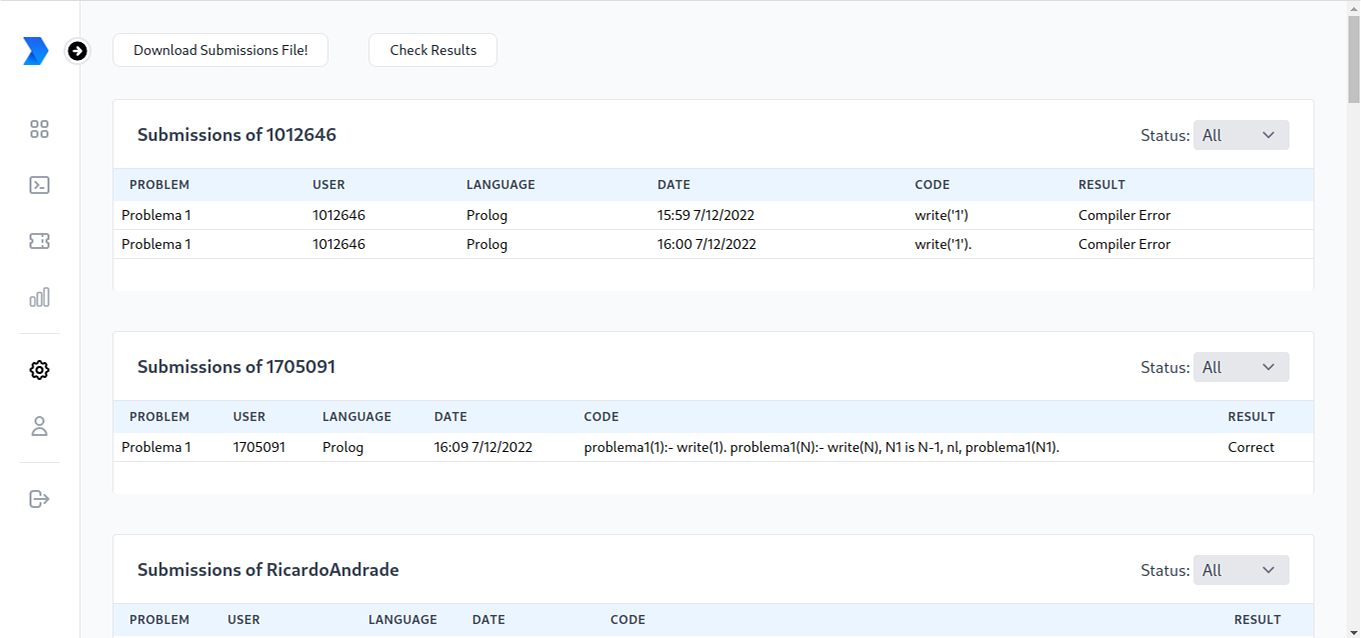 Download Submissions File! Check Results
Submissions of 1012646 Status: All
PROBLEM USER LANGUAGE DATE CODE RESULT
Problema 1 1012646 Prolog 15:59 7/12/2022 write('1') Compiler Error
Problema 1 1012646 Prolog 16:00 7/12/2022 write('1'). Compiler Error
Submissions of 1705091 Status: All
PROBLEM USER LANGUAGE DATE CODE RESULT
Problema 1 1705091 Prolog 16:09 7/12/2022 problema1(1):- write(1). problema1(N):- write(N), N1 is N-1, nl, problema1(N1). Correct
Submissions of RicardoAndrade Status: All
PROBLEM USER LANGUAGE DATE CODE RESULT